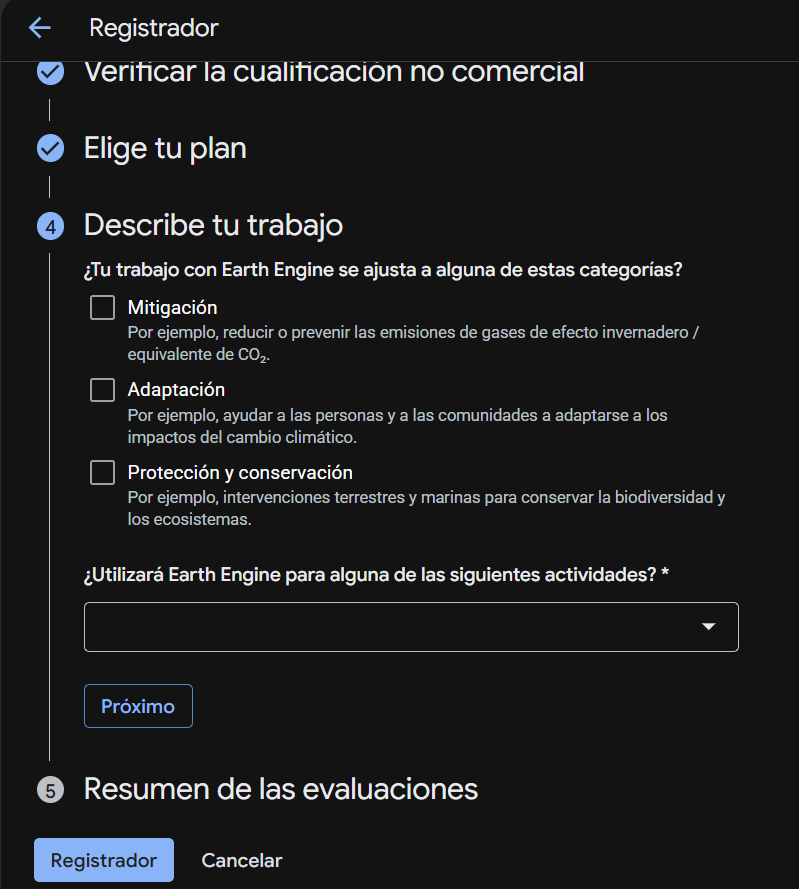 Registrador
Verificar la cualificación no comercial
Elige tu plan
4 Describe tu trabajo
¿Tu trabajo con Earth Engine se ajusta a alguna de estas categorías?
Mitigación
Por ejemplo, reducir o prevenir las emisiones de gases de efecto invernadero /
equivalente de CO₂.
Adaptación
Por ejemplo, ayudar a las personas y a las comunidades a adaptarse a los
impactos del cambio climático.
Protección y conservación
Por ejemplo, intervenciones terrestres y marinas para conservar la biodiversidad y
los ecosistemas.
¿Utilizará Earth Engine para alguna de las siguientes actividades? *
Próximo
5 Resumen de las evaluaciones
Registrador Cancelar